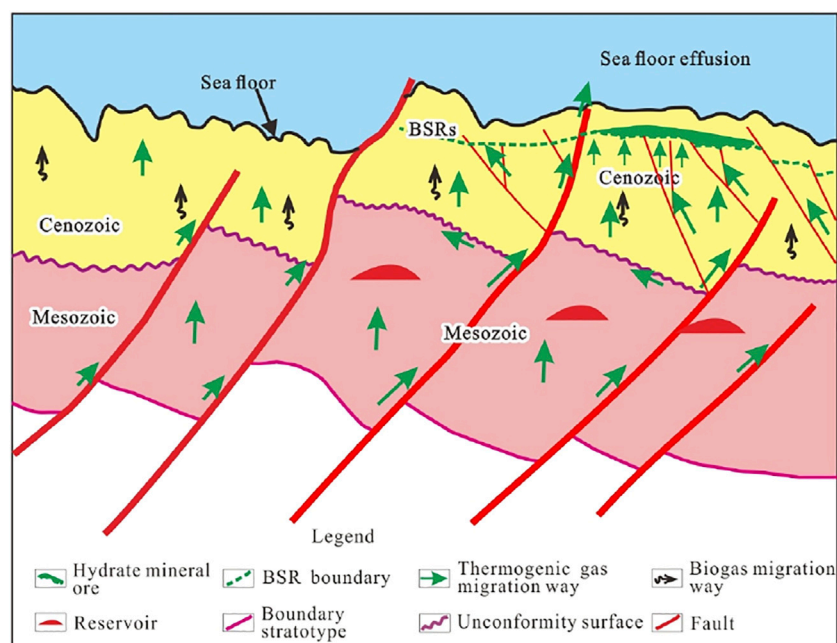 Sea floor effusion
Sea floor
BSRs
Cenozoic
Cenozoic
Mesozoic
Mesozoic
Legend
Hydrate mineral
ore
BSR boundary
Thermogenic gas
migration way
Biogas migration
way
Reservoir
Boundary
stratotype
Unconformity surface
Fault